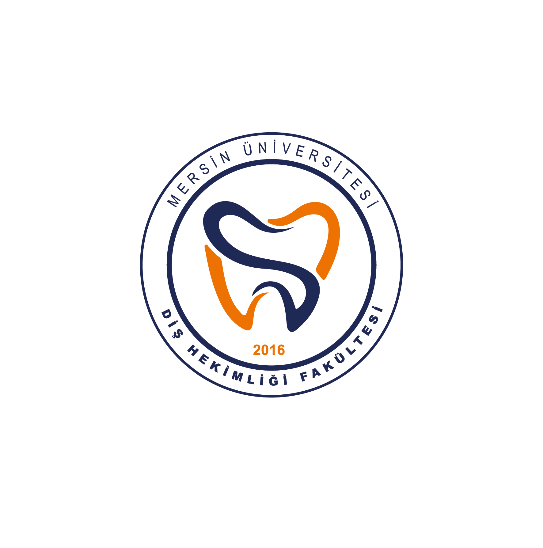 MERSİN ÜNİVERSİTESİ
2016
DİŞ HEKİMLİĞİ FAKÜLTESİ